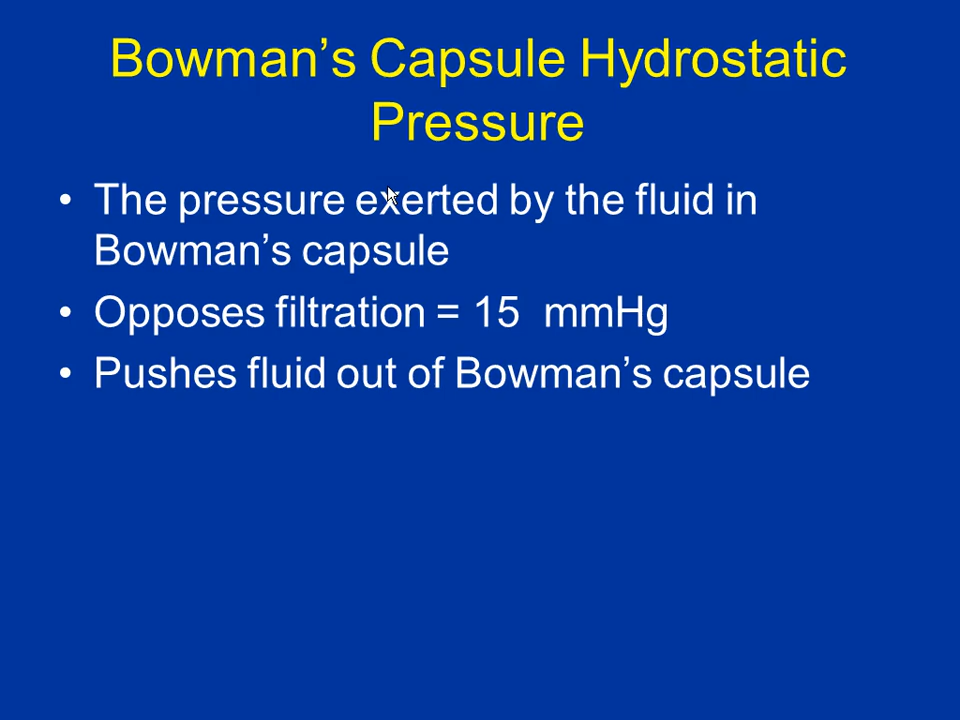 Bowman’s Capsule Hydrostatic
Pressure
• The pressure exerted by the fluid in
Bowman’s capsule
• Opposes filtration = 15  mmHg
• Pushes fluid out of Bowman’s capsule